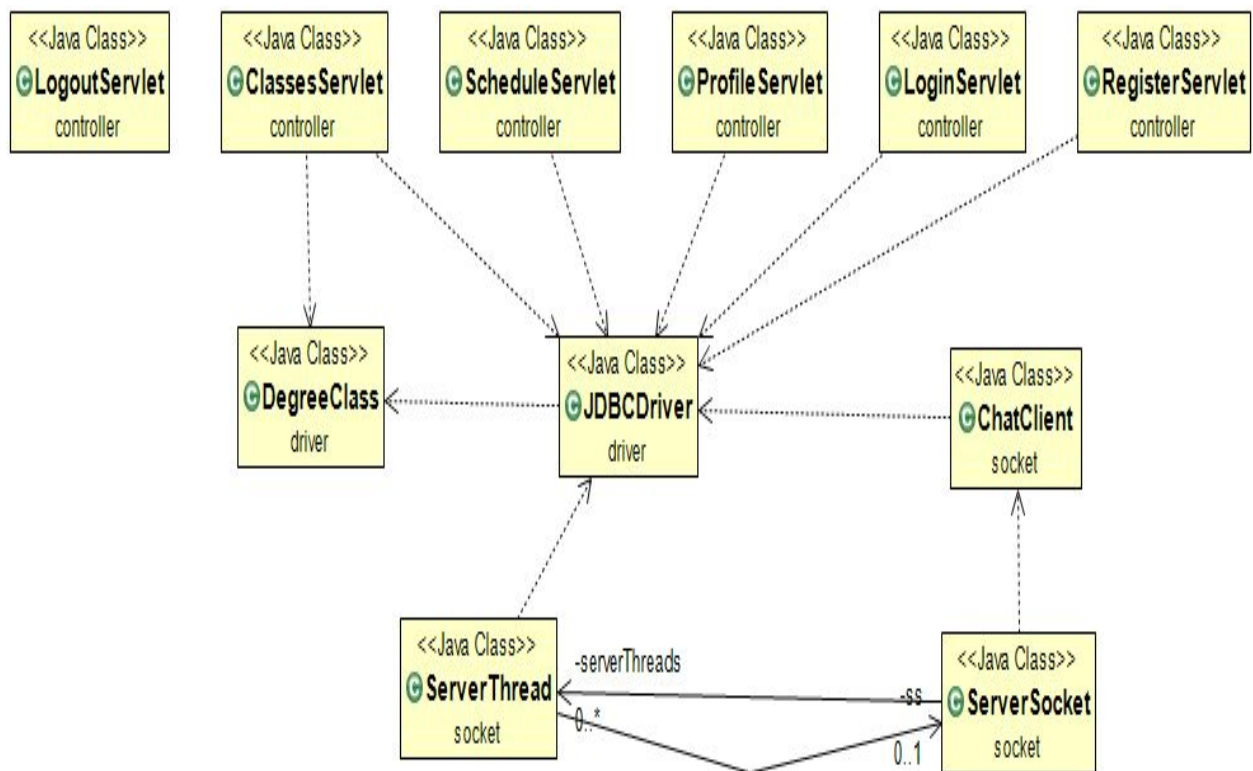 <<Java Class>>
LogoutServlet
controller
<<Java Class>>
ClassesServlet
controller
<<Java Class>>
ScheduleServlet
controller
<<Java Class>>
ProfileServlet
controller
<<Java Class>>
LoginServlet
controller
<<Java Class>>
RegisterServlet
controller
<<Java Class>>
DegreeClass
driver
<<Java Class>>
JDBCDriver
driver
<<Java Class>>
ChatClient
socket
<<Java Class>>
ServerThread
socket
-serverThreads
0..*
-ss
0..1
<<Java Class>>
ServerSocket
socket